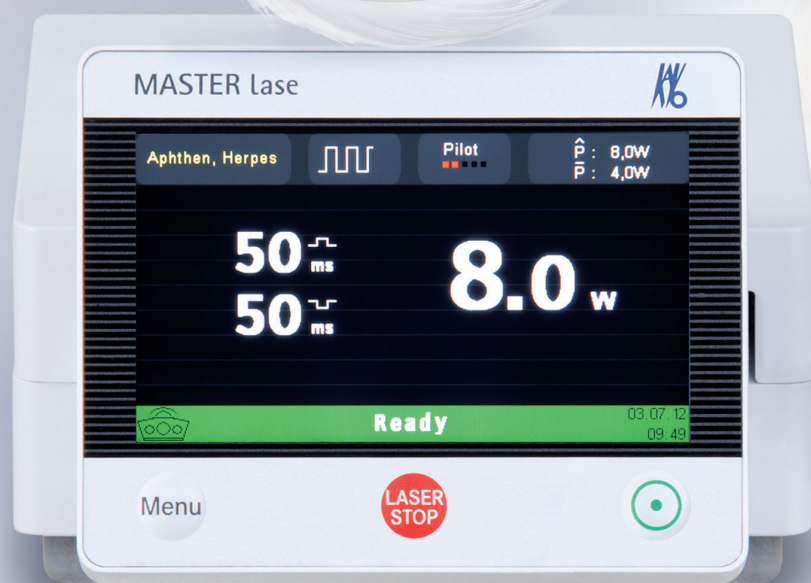 MASTER Lase
KAVO
Aphthen, Herpes
Pilot
P̂ : 8,0W
P̄ : 4,0W
50 ms
8.0 W
50 ms
Ready
03.07.12
09:49
Menu
LASER
STOP